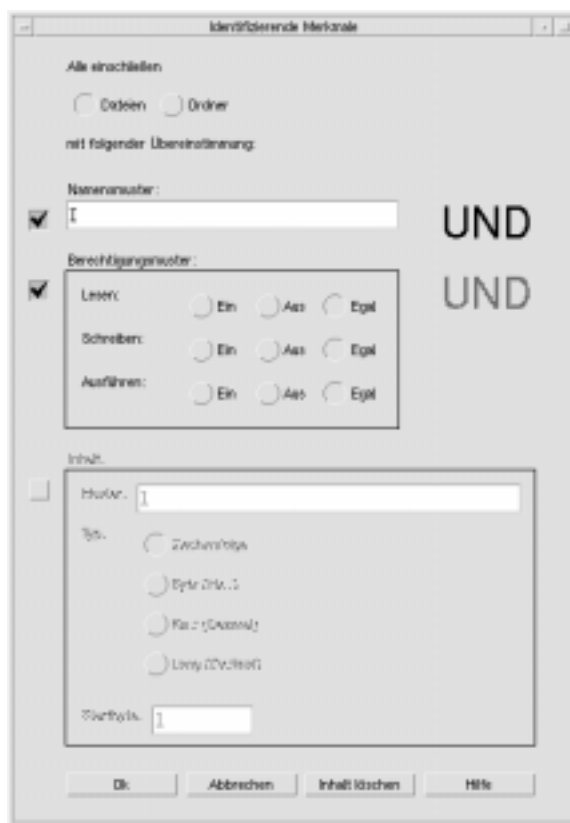 Identifizierende Merkmale
Alle einschließen
Dateien Ordner
mit folgender Übereinstimmung:
Namensmuster:
UND
Berechtigungsmuster:
UND
Lesen: Ein Aus Egal
Schreiben: Ein Aus Egal
Ausführen: Ein Aus Egal
Inhalt:
Muster:
Typ:
Zeichenfolge
Startbyte:
Ok Abbrechen Inhalt löschen Hilfe